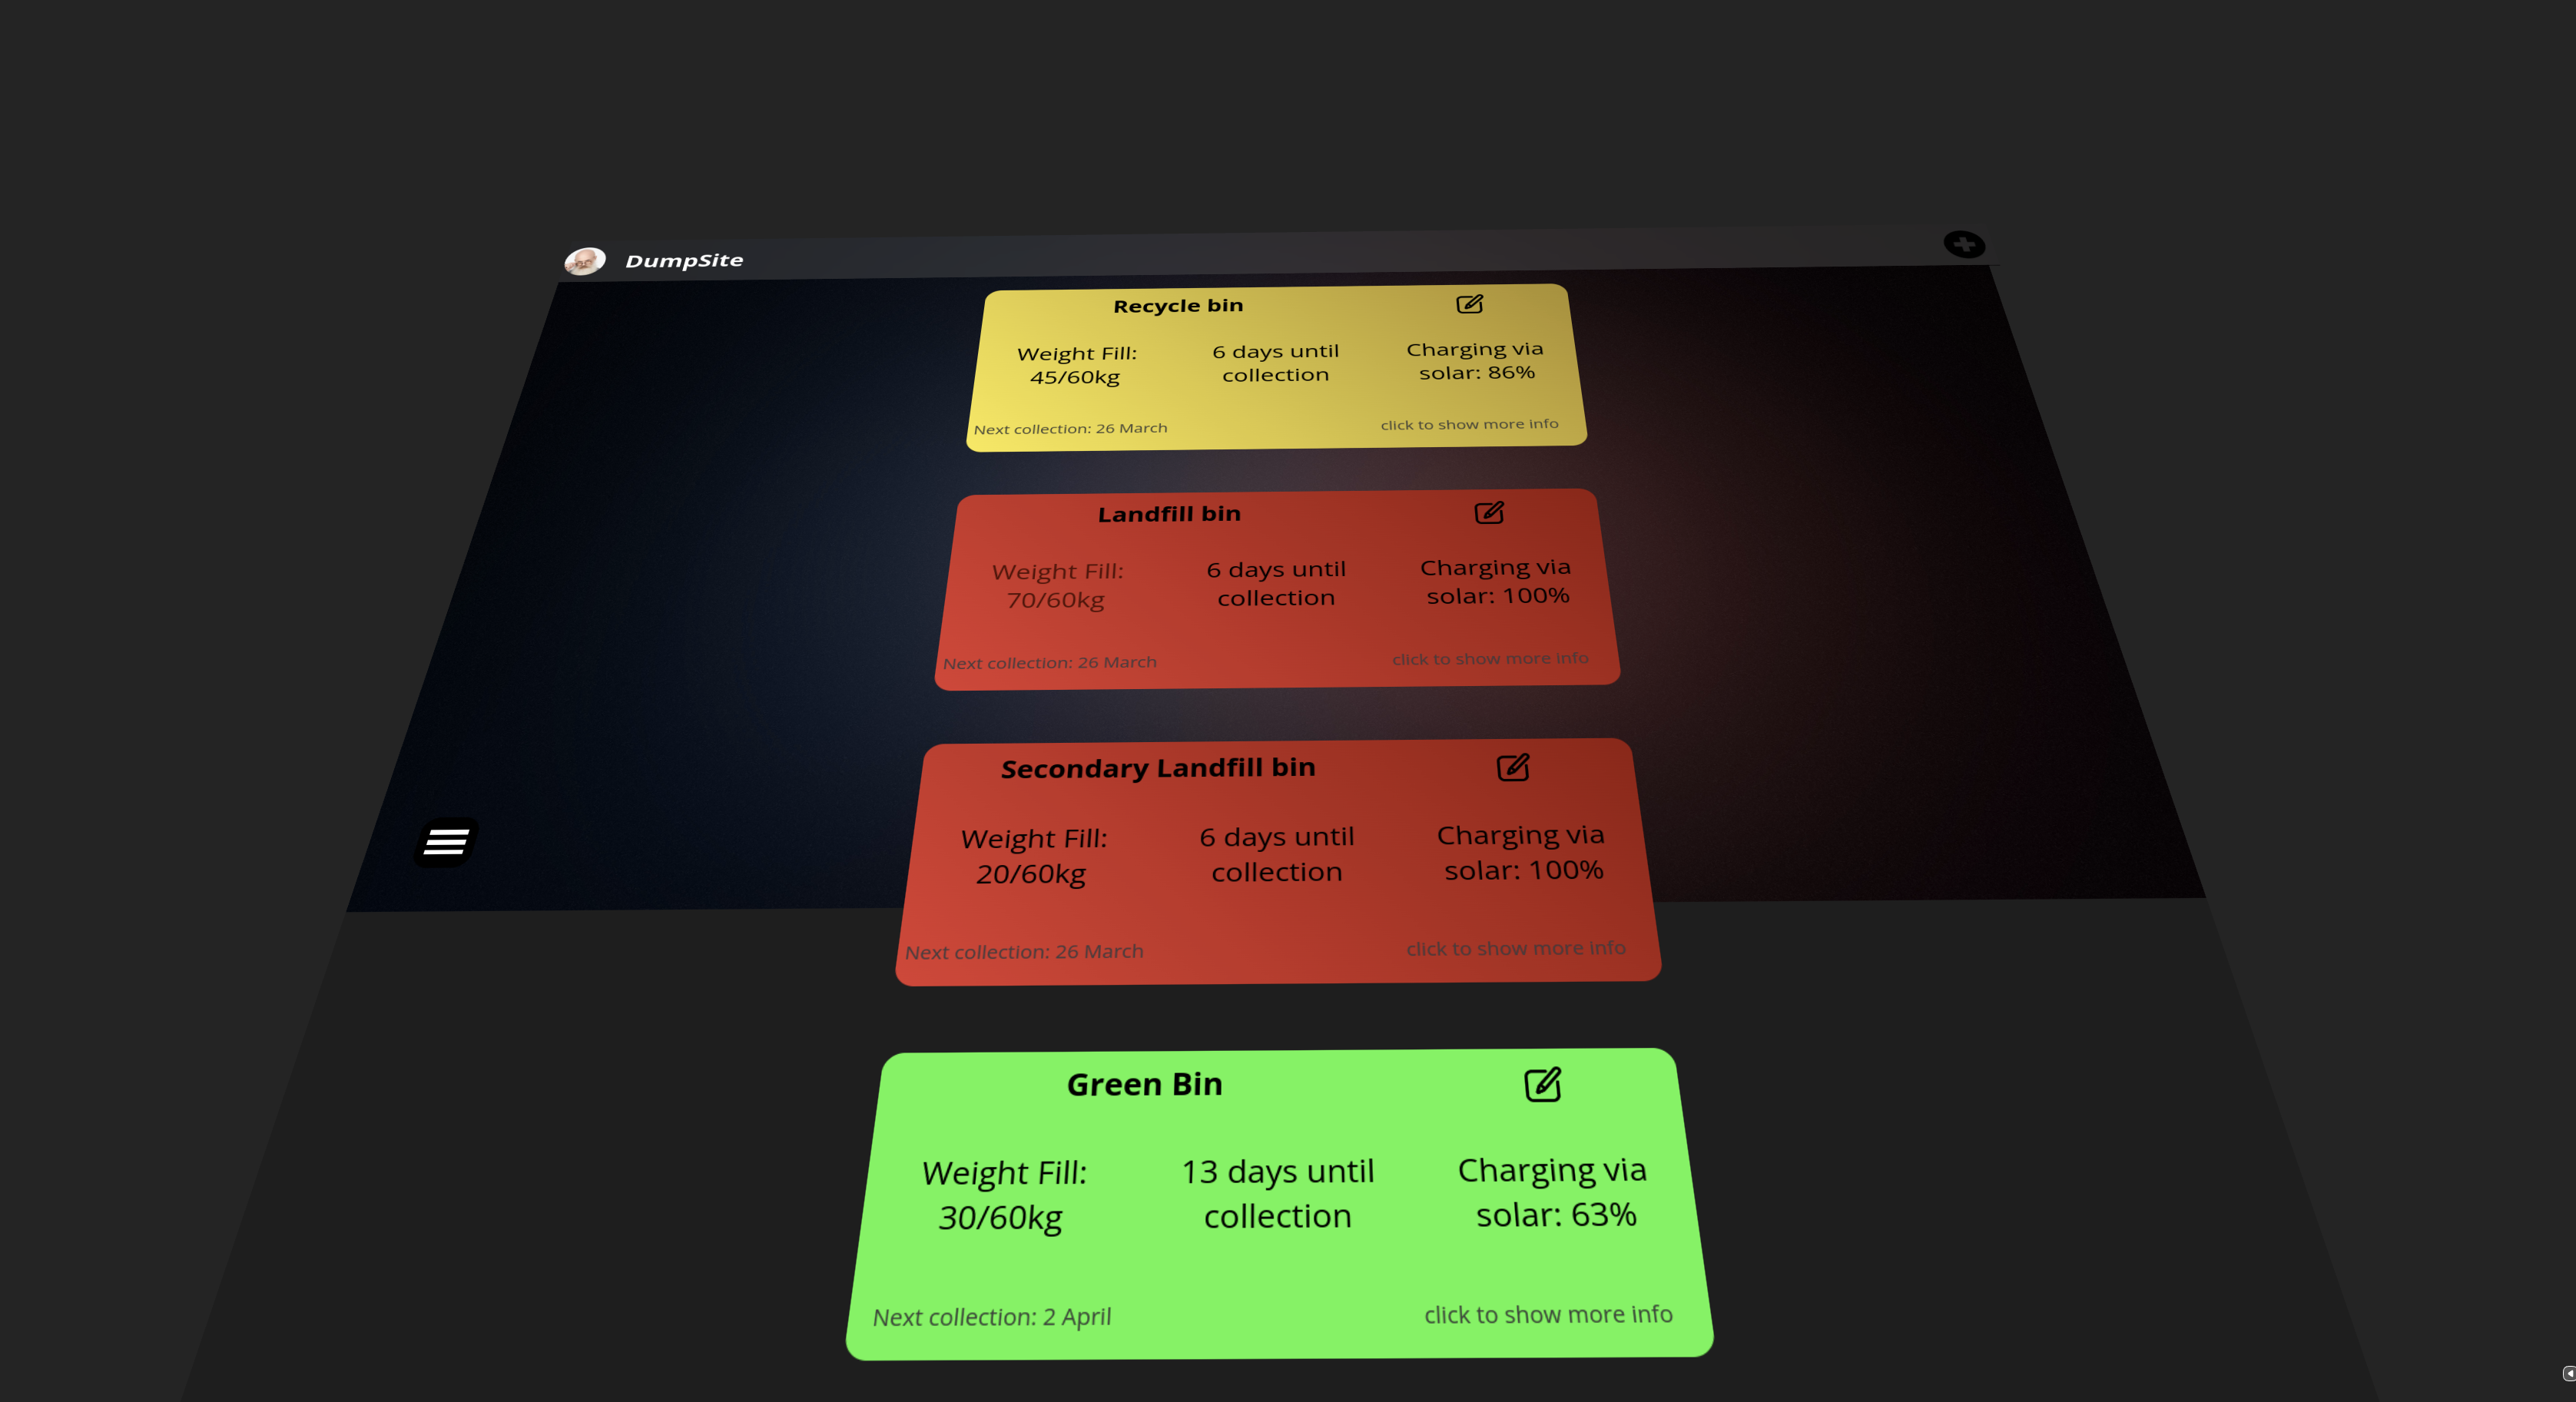 DumpSite
Recycle bin
Weight Fill:
45/60kg
6 days until
collection
Charging via
solar: 86%
Next collection: 26 March
click to show more info
Landfill bin
Weight Fill:
70/60kg
6 days until
collection
Charging via
solar: 100%
Next collection: 26 March
click to show more info
Secondary Landfill bin
Weight Fill:
20/60kg
6 days until
collection
Charging via
solar: 100%
Next collection: 26 March
click to show more info
Green Bin
Weight Fill:
30/60kg
13 days until
collection
Charging via
solar: 63%
Next collection: 2 April
click to show more info